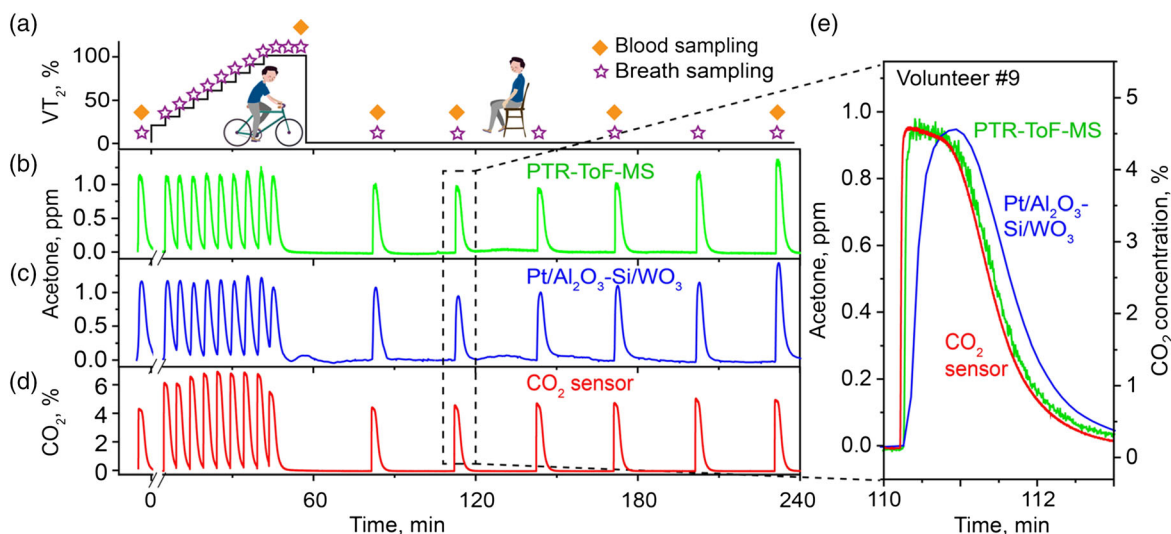 (a)
VT₂, %
100
50
0
Blood sampling
Breath sampling
(b)
PTR-ToF-MS
1.0
0.5
0.0
(c)
Acetone, ppm
Pt/Al₂O₃-Si/WO₃
1.0
0.5
0.0
(d)
CO₂, %
CO₂ sensor
6
4
2
0
0 60 120 180 240
Time, min
(e)
Volunteer #9
PTR-ToF-MS
Pt/Al₂O₃-
Si/WO₃
CO₂
sensor
Acetone, ppm
1.0
0.8
0.6
0.4
0.2
0.0
CO₂ concentration, %
5
4
3
2
1
0
110 112
Time, min